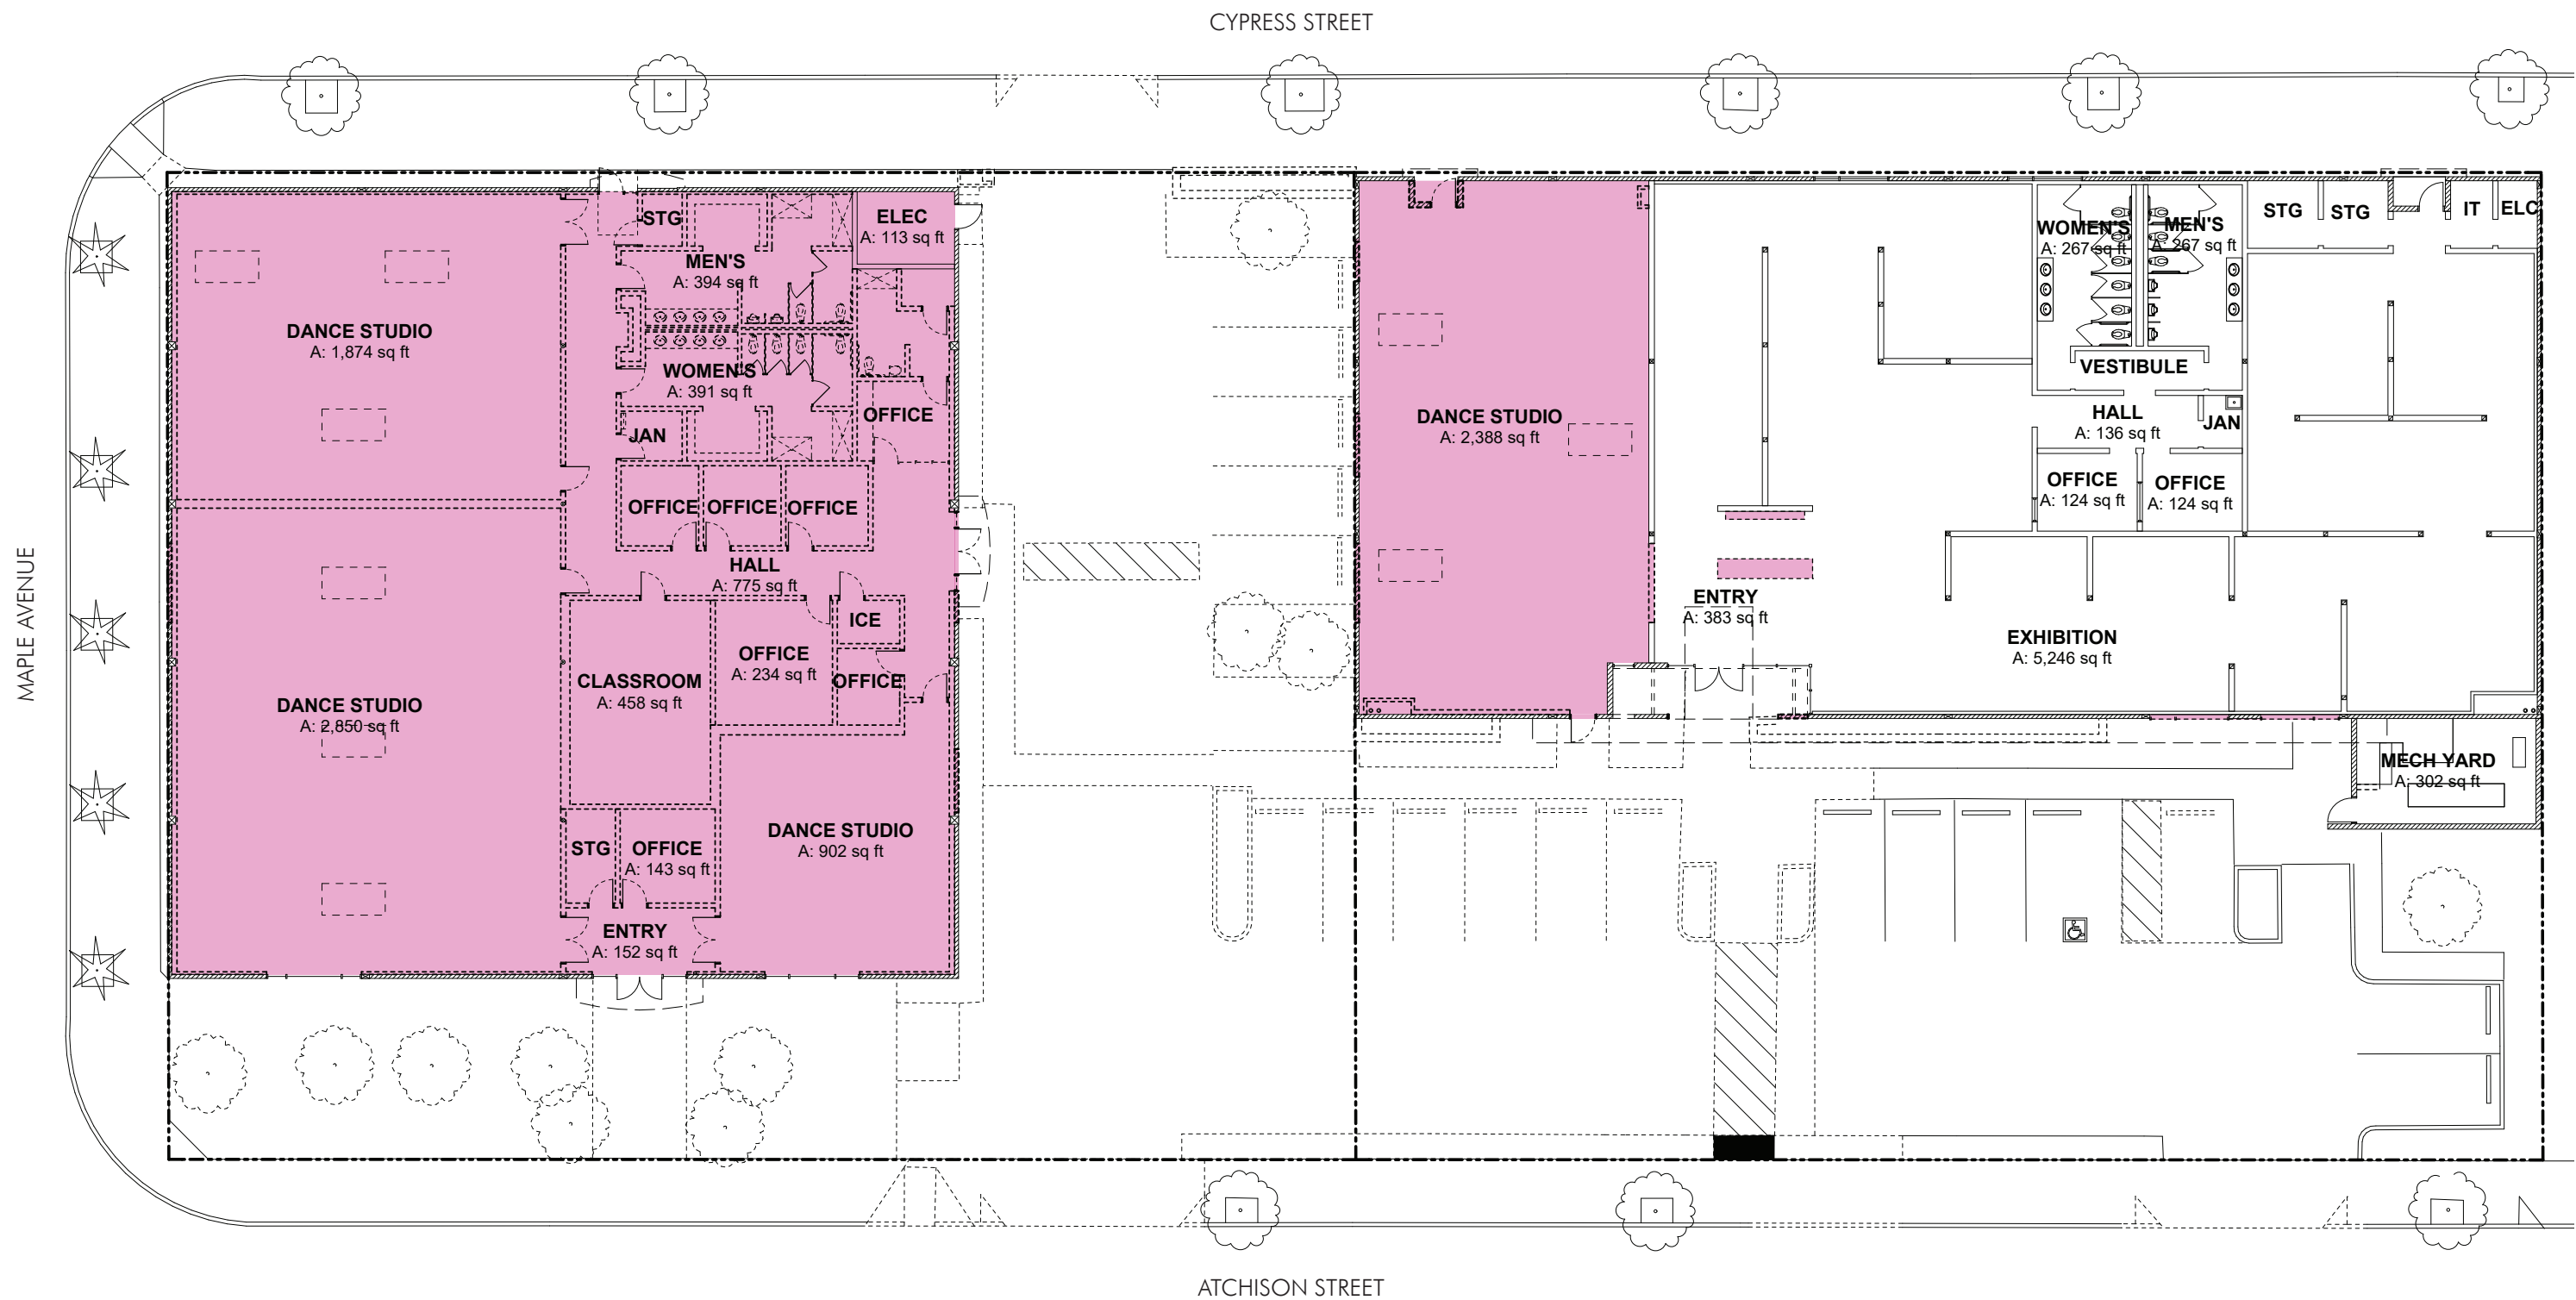 CYPRESS STREET
MAPLE AVENUE
DANCE STUDIO
A: 1,874 sq ft
STG
ELEC
A: 113 sq ft
MEN'S
A: 394 sq ft
WOMEN'S
A: 391 sq ft
JAN
OFFICE
OFFICE
OFFICE
OFFICE
HALL
A: 775 sq ft
DANCE STUDIO
A: 2,850 sq ft
CLASSROOM
A: 458 sq ft
OFFICE
A: 234 sq ft
ICE
OFFICE
STG
OFFICE
A: 143 sq ft
DANCE STUDIO
A: 902 sq ft
ENTRY
A: 152 sq ft
DANCE STUDIO
A: 2,388 sq ft
ENTRY
A: 383 sq ft
WOMEN'S
A: 267 sq ft
MEN'S
A: 267 sq ft
VESTIBULE
HALL
A: 136 sq ft
JAN
OFFICE
A: 124 sq ft
OFFICE
A: 124 sq ft
STG
STG
IT
ELC
EXHIBITION
A: 5,246 sq ft
MECH YARD
A: 302 sq ft
ATCHISON STREET